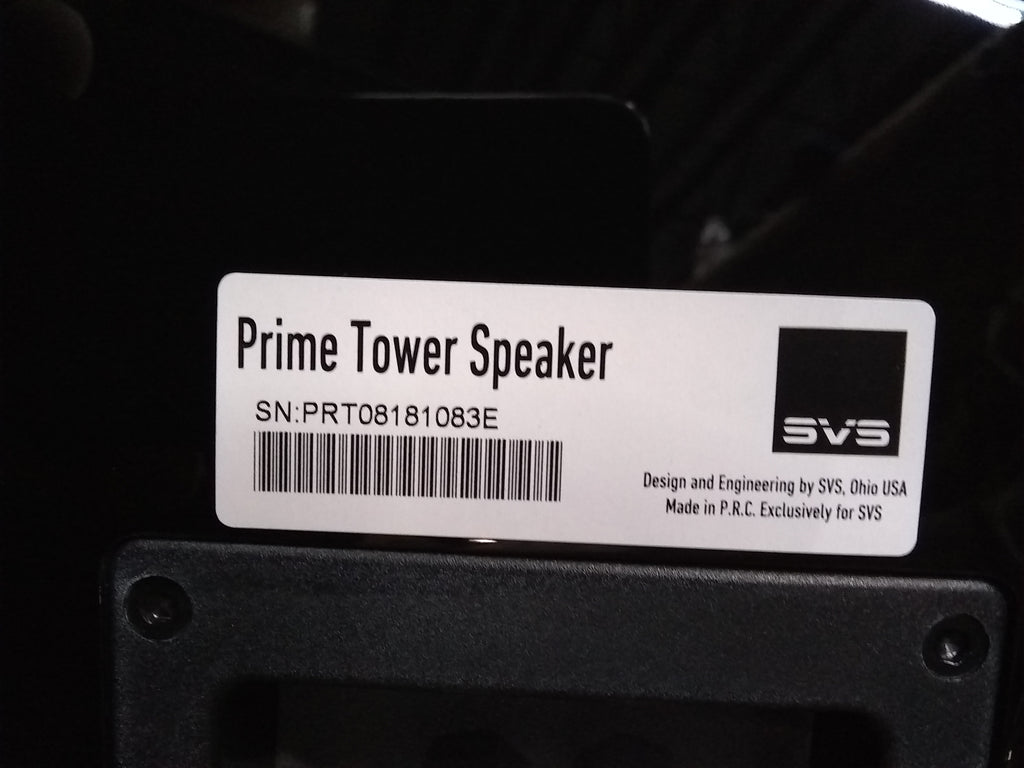 Prime Tower Speaker
SN:PRT08181083E
SVS
Design and Engineering by SVS, Ohio USA
Made in P.R.C. Exclusively for SVS